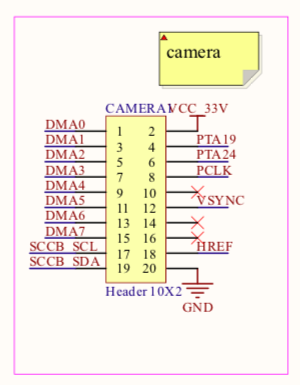 camera
CAMERA1 VCC_33V
DMA0 1 2
DMA1 3 4 PTA19
DMA2 5 6 PTA24
DMA3 7 8 PCLK
DMA4 9 10
DMA5 11 12 VSYNC
DMA6 13 14
DMA7 15 16
SCCB_SCL 17 18 HREF
SCCB_SDA 19 20
Header 10X2
GND